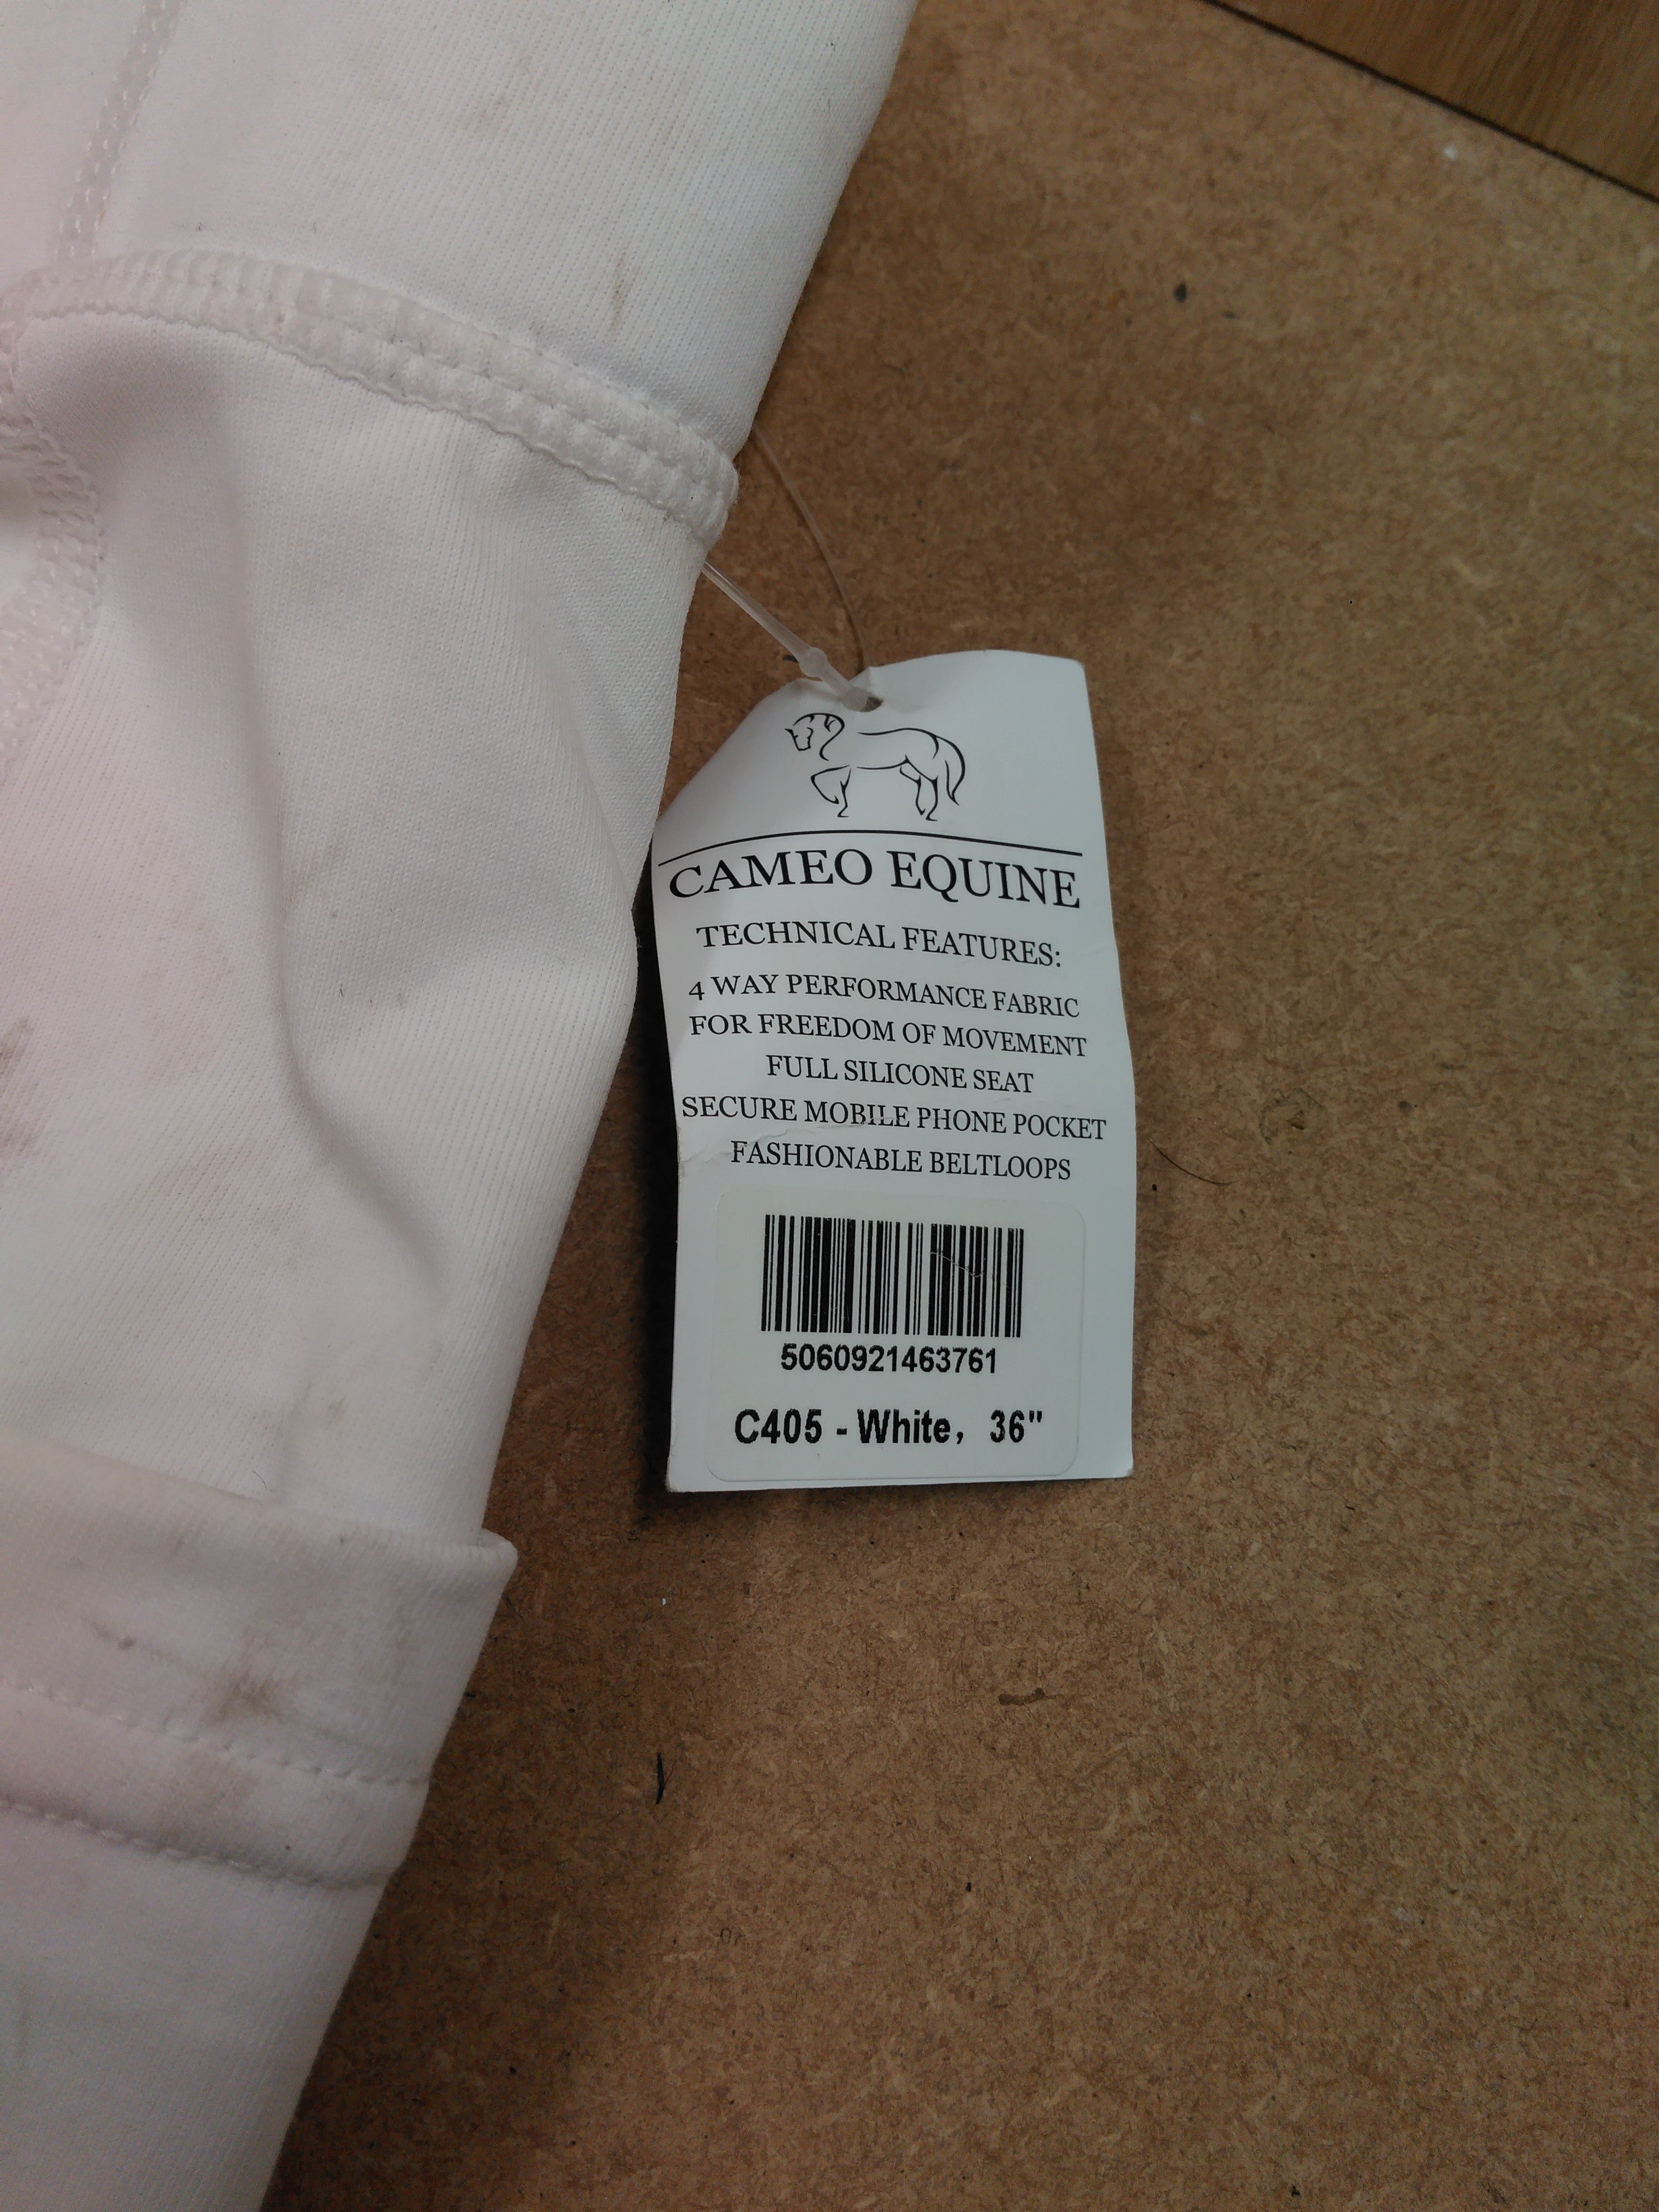 CAMEO EQUINE
TECHNICAL FEATURES:
4 WAY PERFORMANCE FABRIC
FOR FREEDOM OF MOVEMENT
FULL SILICONE SEAT
SECURE MOBILE PHONE POCKET
FASHIONABLE BELTLOOPS
5060921463761
C405 - White, 36"